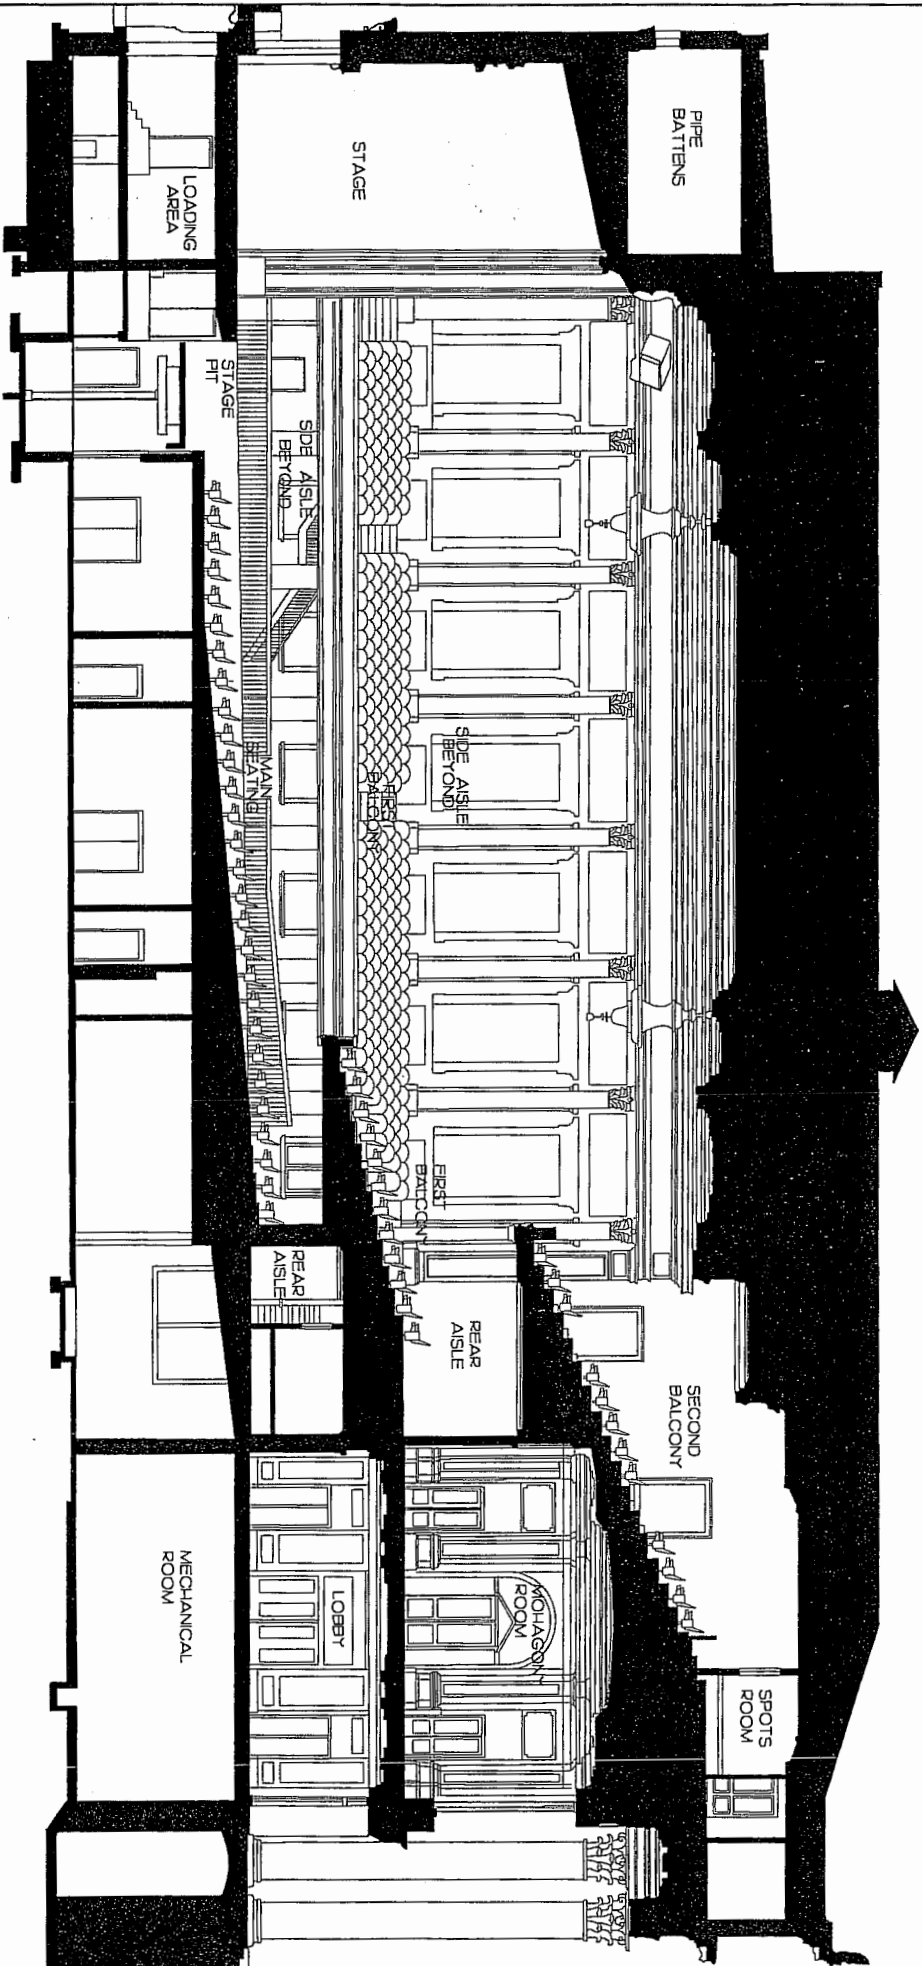 PIPE
BATTENS
STAGE
LOADING
AREA
STAGE
PIT
SIDE AISLE
BEYOND
SIDE AISLE
BEYOND
MAIN
SEATING
FIRST
BALCONY
FIRST
BALCONY
REAR
AISLE
REAR
AISLE
SECOND
BALCONY
MECHANICAL
ROOM
LOBBY
MOHAGONY
ROOM
SPOTS
ROOM